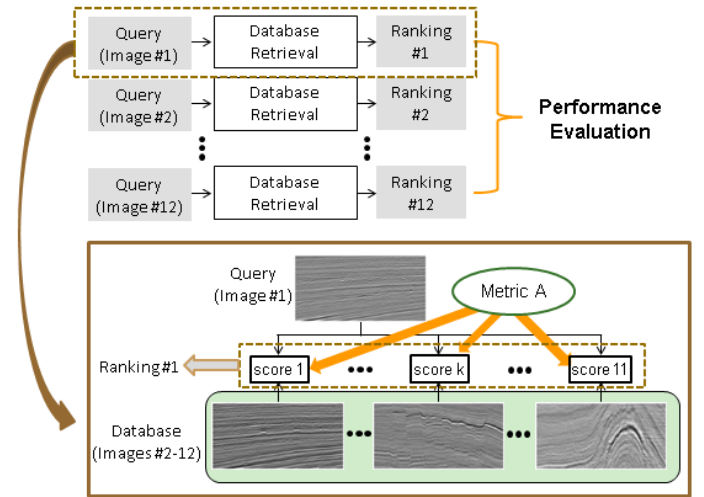 Query
(Image #1)
Database
Retrieval
Ranking
#1
Query
(Image #2)
Database
Retrieval
Ranking
#2
Performance
Evaluation
Query
(Image #12)
Database
Retrieval
Ranking
#12
Query
(Image #1)
Metric A
Ranking #1
score 1
score k
score 11
Database
(Images #2-12)